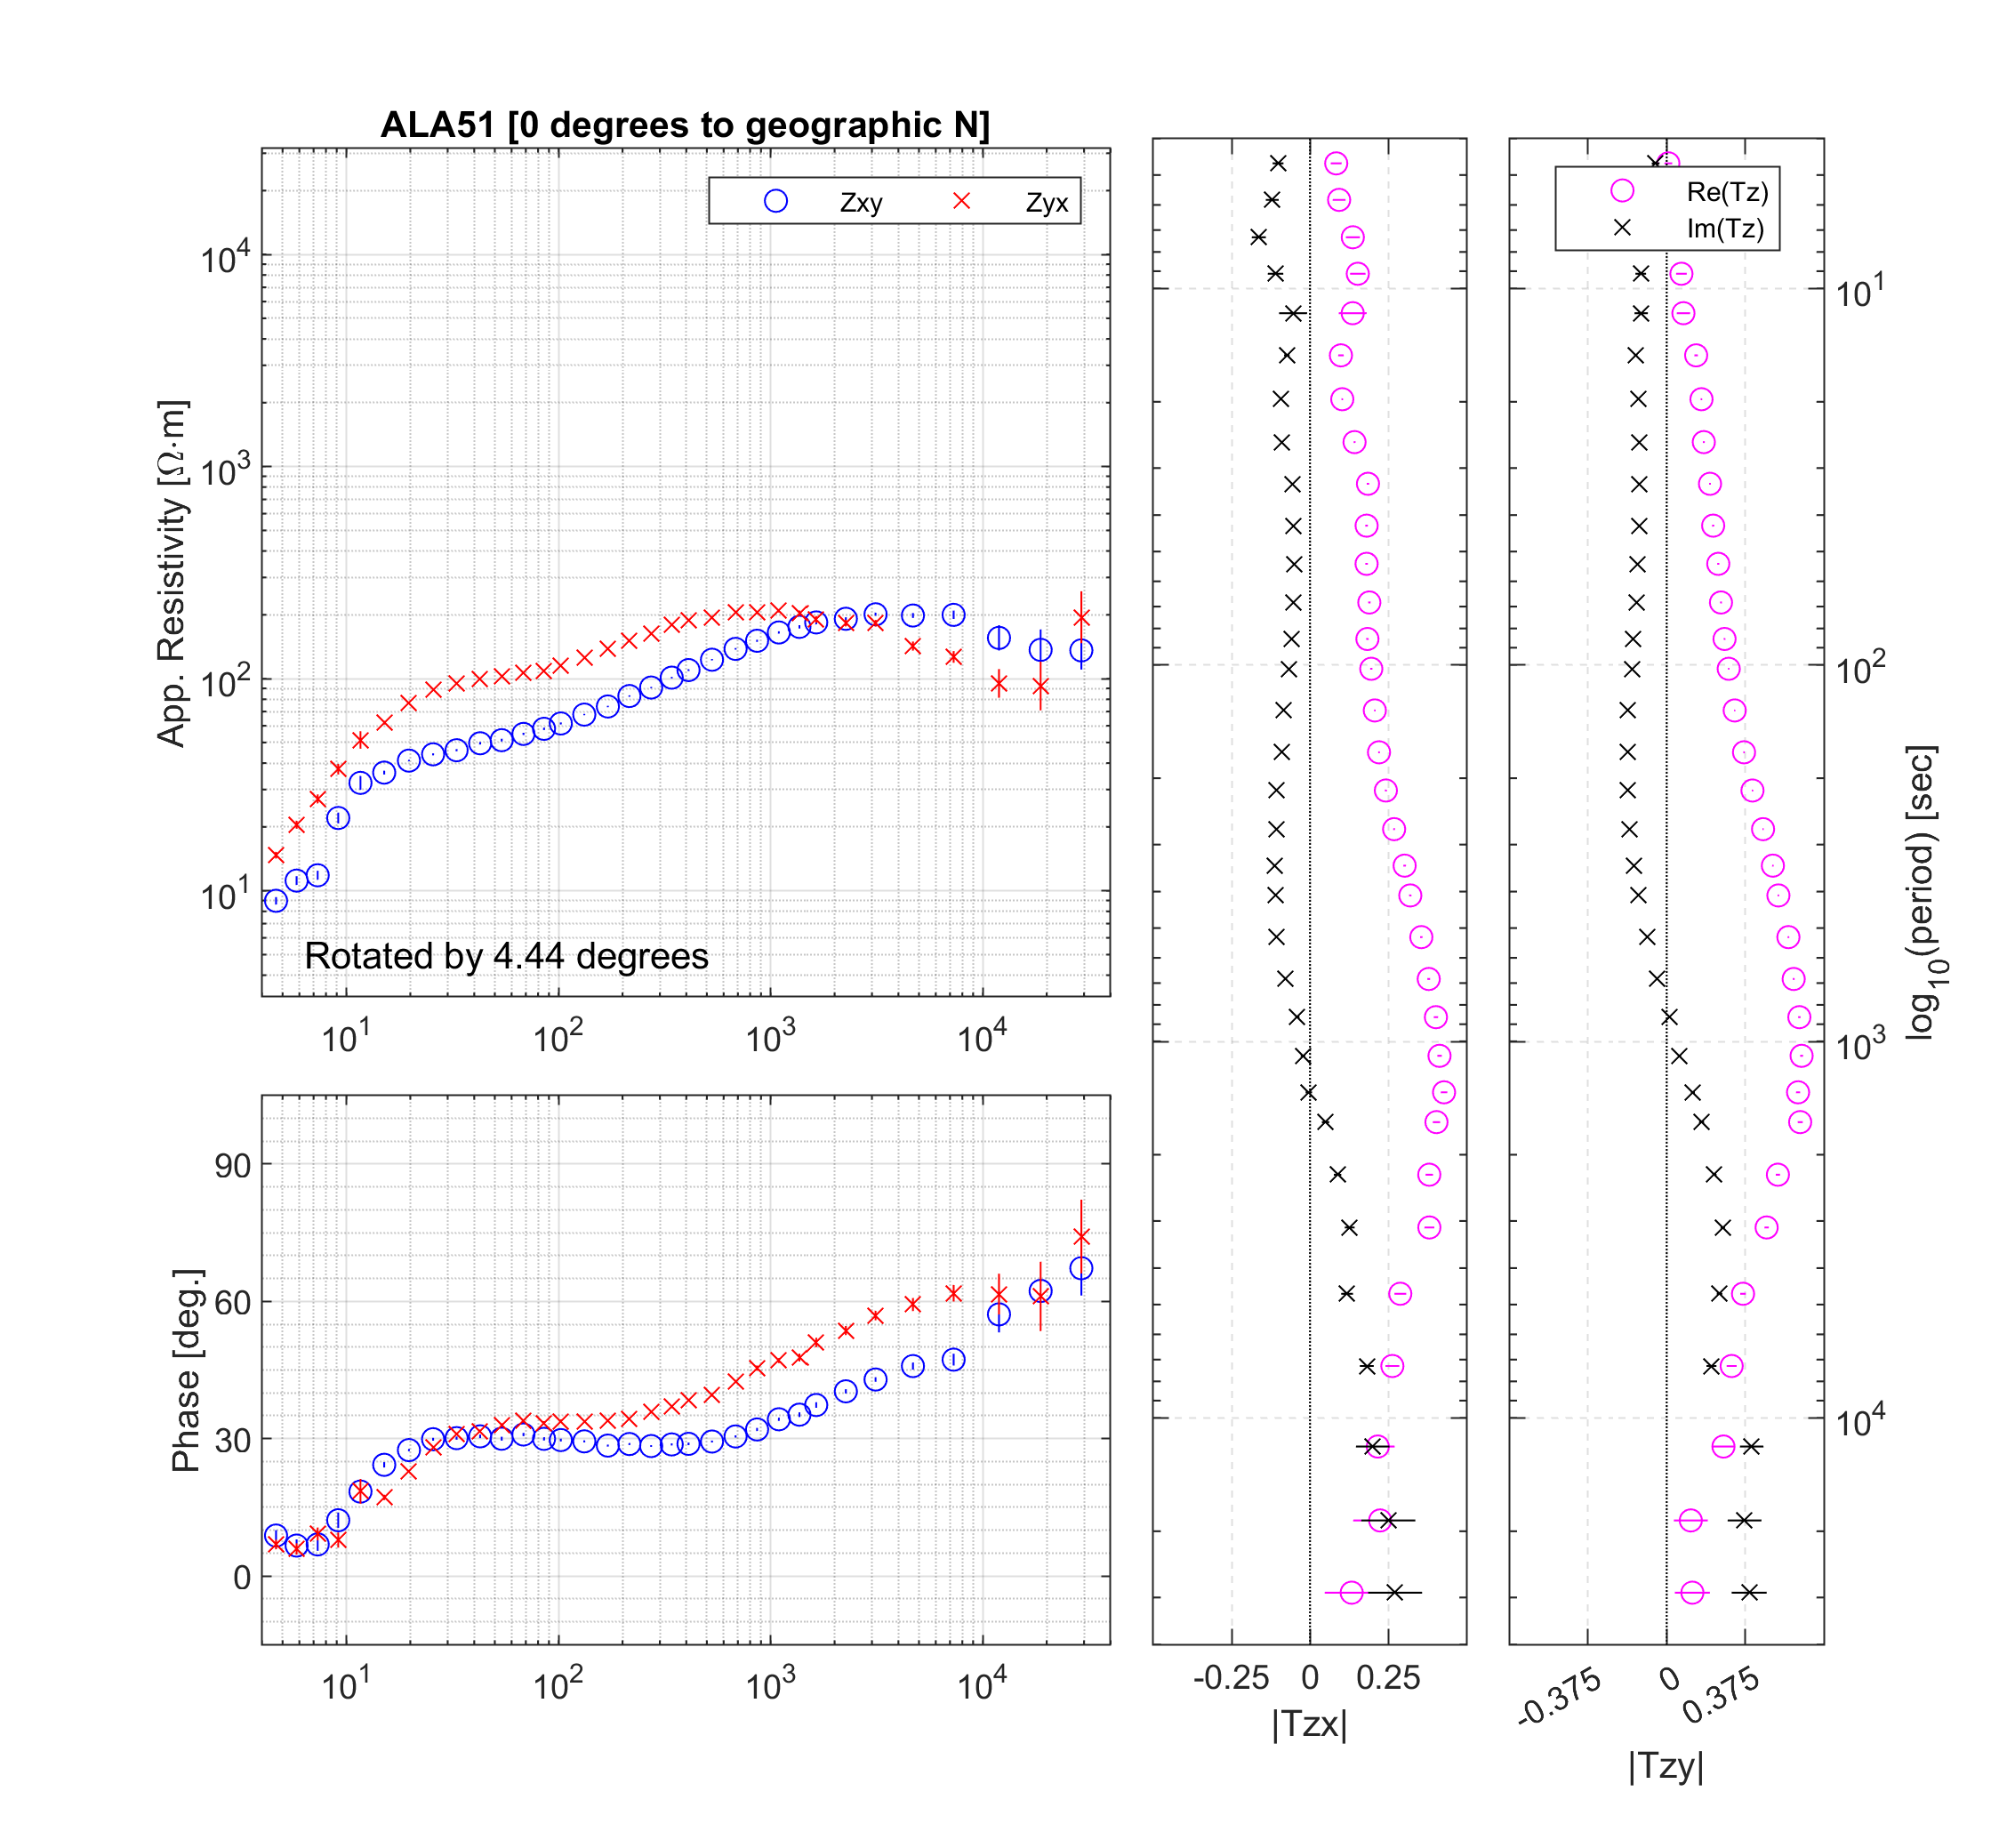 ALA51 [0 degrees to geographic N]
Zxy Zyx
App. Resistivity [Ω·m]
10^4
10^3
10^2
10^1
Rotated by 4.44 degrees
10^1 10^2 10^3 10^4
Phase [deg.]
90
60
30
0
10^1 10^2 10^3 10^4
-0.25 0 0.25
|Tzx|
Re(Tz)
Im(Tz)
-0.375 0 0.375
|Tzy|
10^1
10^2
10^3
10^4
log_10(period) [sec]